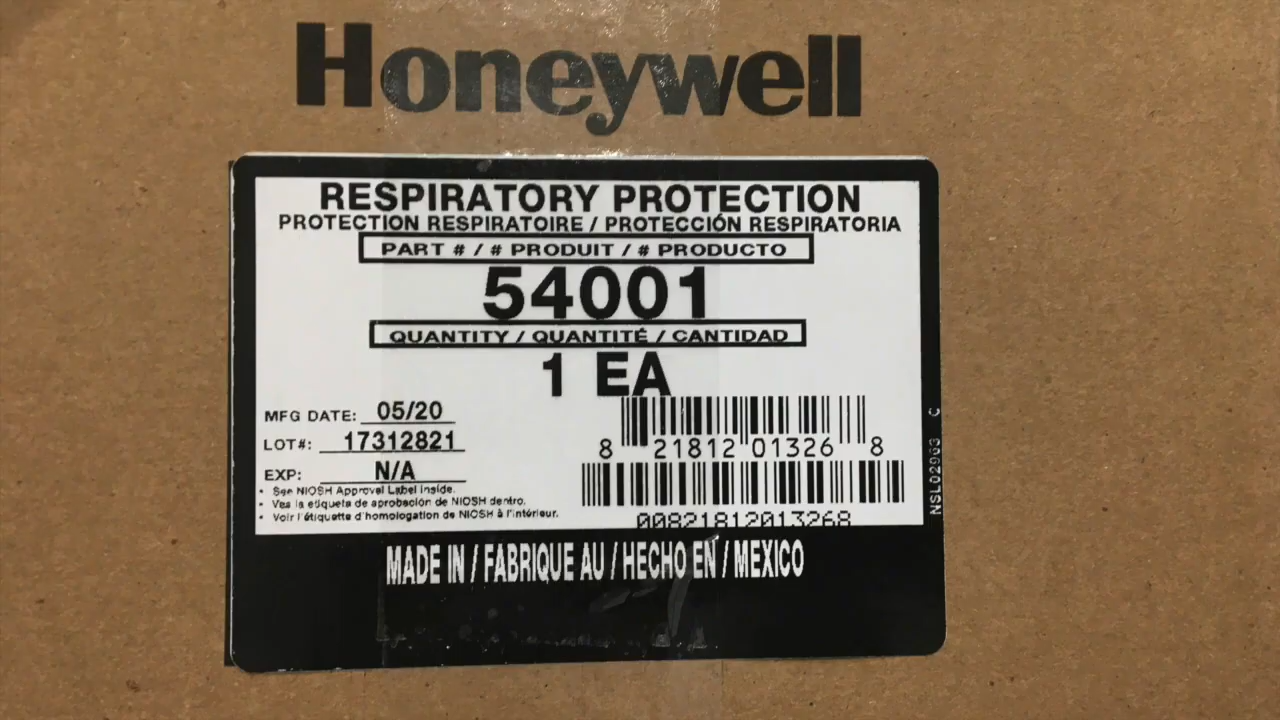 Honeywell
RESPIRATORY PROTECTION
PROTECTION RESPIRATOIRE / PROTECCIÓN RESPIRATORIA
PART # / # PRODUIT / # PRODUCTO
54001
QUANTITY / QUANTITÉ / CANTIDAD
1 EA
MFG DATE: 05/20
LOT#: 17312821
EXP: N/A
• See NIOSH Approval Label inside.
• Vea la etiqueta de aprobación de NIOSH dentro.
• Voir l'étiquette d'homologation de NIOSH à l'intérieur.
8 21812 01326 8
00821812013268
NSL02963 C
MADE IN / FABRIQUE AU / HECHO EN / MEXICO